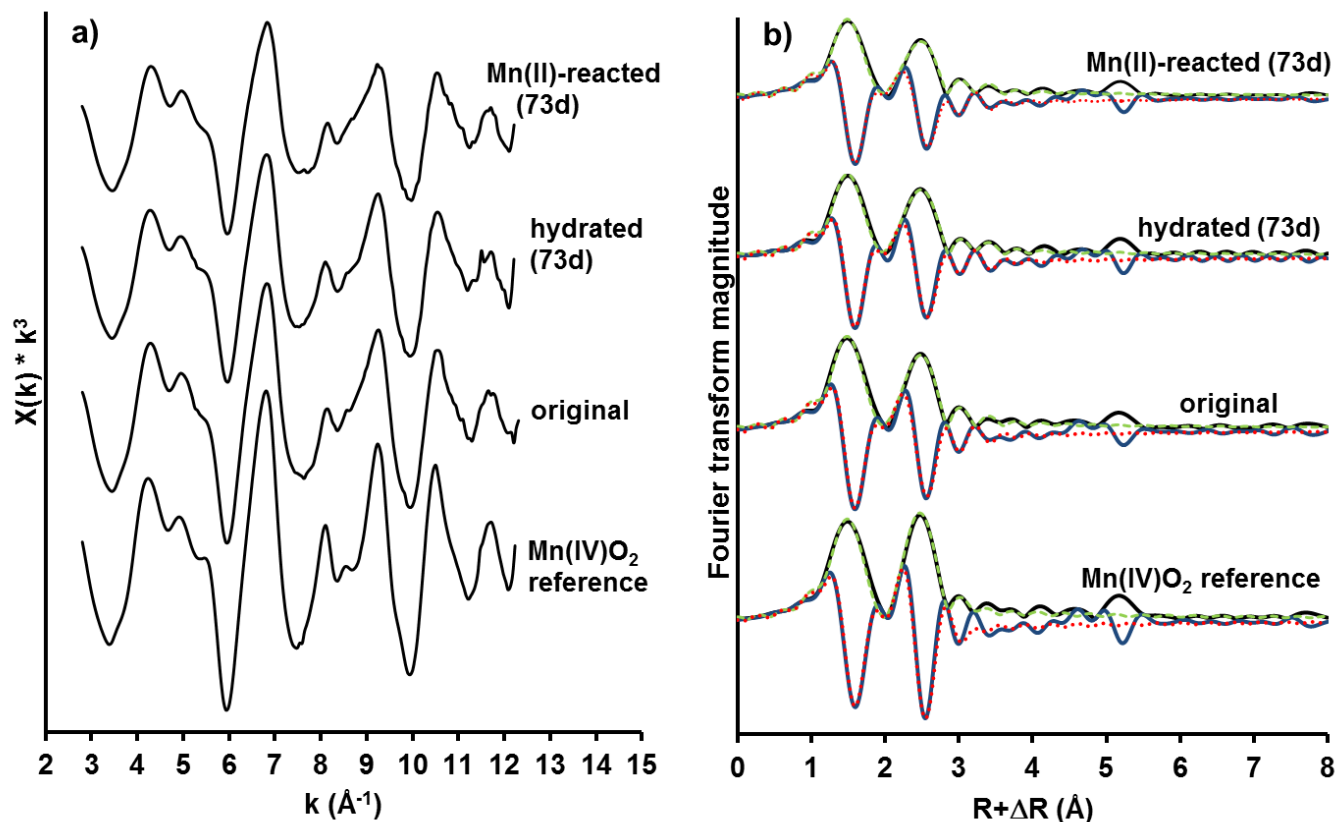 a)
Mn(II)-reacted
(73d)
hydrated
(73d)
original
Mn(IV)O₂
reference
X(k) * k³
2 3 4 5 6 7 8 9 10 11 12 13 14 15
k (Å⁻¹)
b)
Mn(II)-reacted (73d)
hydrated (73d)
original
Mn(IV)O₂ reference
Fourier transform magnitude
0 1 2 3 4 5 6 7 8
R+ΔR (Å)